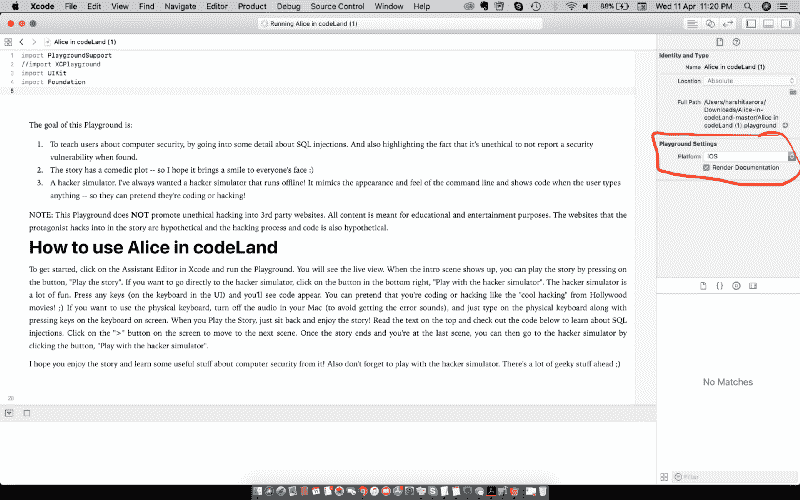 Xcode File Edit View Find Navigate Editor Product Debug Source Control Window Help 88% Wed 11 Apr 11:20 PM
Running Alice in codeLand (1)
Alice in codeLand (1)
1 import PlaygroundSupport
2 //import XCPlayground
3 import UIKit
4 import Foundation
5
The goal of this Playground is:
1. To teach users about computer security, by going into some detail about SQL injections. And also highlighting the fact that it's unethical to not report a security
vulnerability when found.
2. The story has a comedic plot -- so I hope it brings a smile to everyone's face :)
3. A hacker simulator. I've always wanted a hacker simulator that runs offline! It mimics the appearance and feel of the command line and shows code when the user types
anything -- so they can pretend they're coding or hacking!
NOTE: This Playground does NOT promote unethical hacking into 3rd party websites. All content is meant for educational and entertainment purposes. The websites that the
protagonist hacks into in the story are hypothetical and the hacking process and code is also hypothetical.
How to use Alice in codeLand
To get started, click on the Assistant Editor in Xcode and run the Playground. You will see the live view. When the intro scene shows up, you can play the story by pressing on
the button, "Play the story". If you want to go directly to the hacker simulator, click on the button in the bottom right, "Play with the hacker simulator". The hacker simulator is
a lot of fun. Press any keys (on the keyboard in the UI) and you'll see code appear. You can pretend that you're coding or hacking like the "cool hacking" from Hollywood
movies! ;) If you want to use the physical keyboard, turn off the audio in your Mac (to avoid getting the error sounds), and just type on the physical keyboard along with
pressing keys on the keyboard on screen. When you Play the Story, just sit back and enjoy the story! Read the text on the top and check out the code below to learn about SQL
injections. Click on the ">" button on the screen to move to the next scene. Once the story ends and you're at the last scene, you can then go to the hacker simulator by
clicking the button, "Play with the hacker simulator".
I hope you enjoy the story and learn some useful stuff about computer security from it! Also don't forget to play with the hacker simulator. There's a lot of geeky stuff ahead ;)
Identity and Type
Name Alice in codeLand (1)
Location Absolute
Full Path /Users/harshitaarora/
Downloads/Alice-in-
codeLand-master/Alice in
codeLand (1).playground
Playground Settings
Platform iOS
Render Documentation
No Matches
Filter